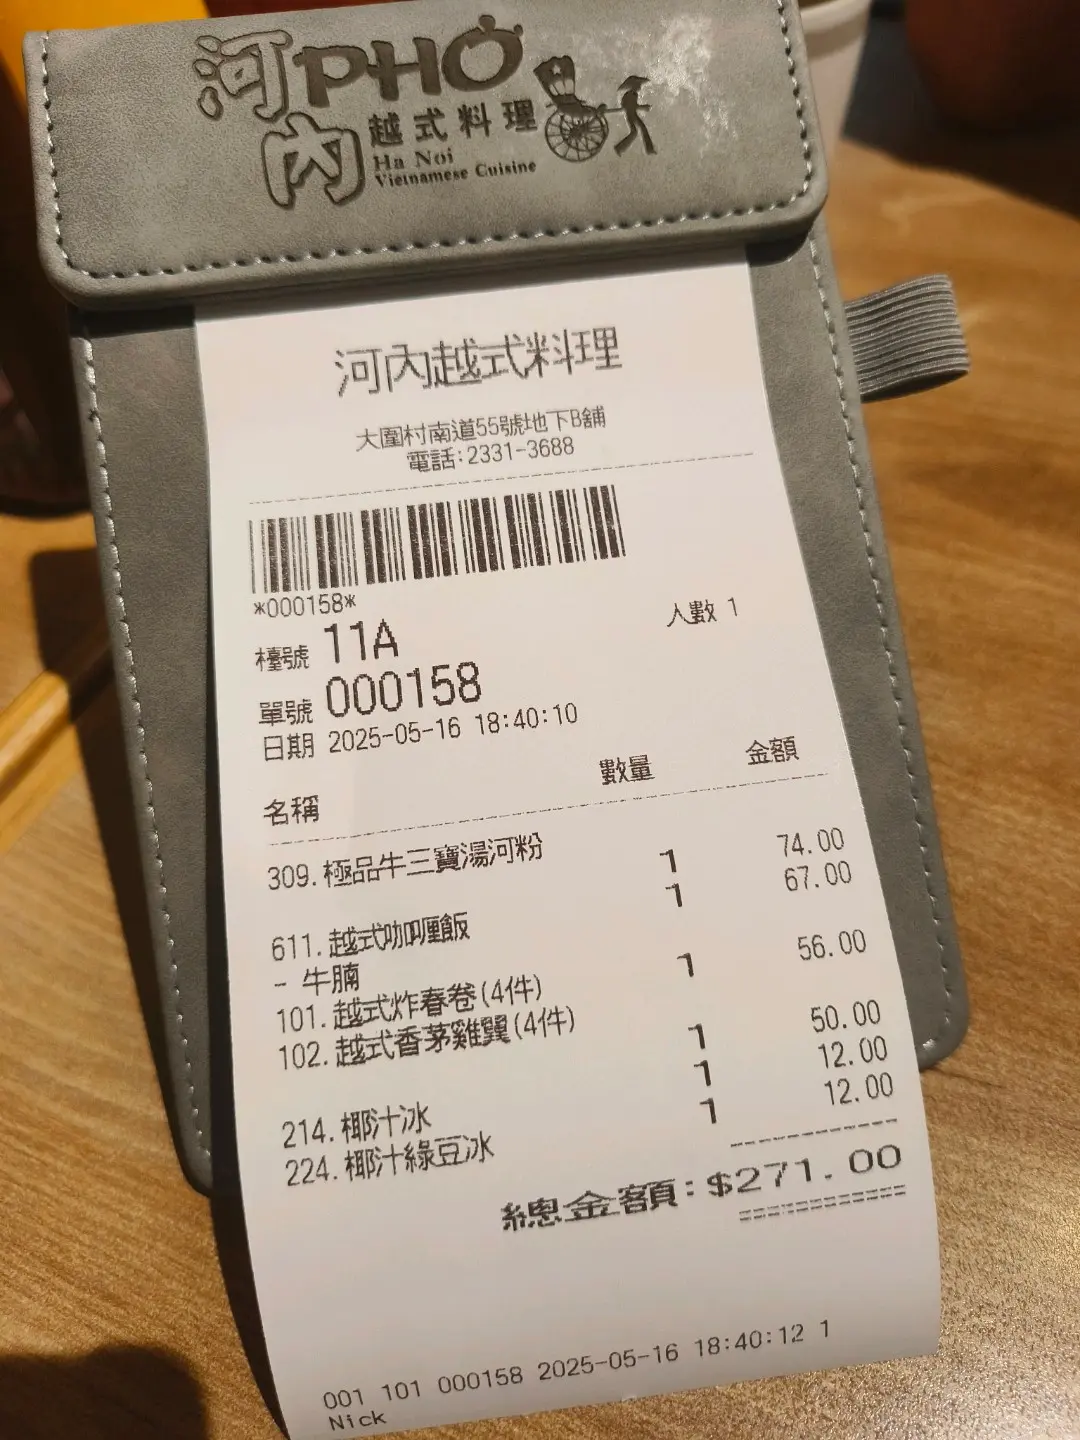 河內 PHO
越式料理
Ha Noi
Vietnamese Cuisine
河內越式料理
大圍村南道55號地下B舖
電話:2331-3688
*000158*
檯號 11A 人數 1
單號 000158
日期 2025-05-16 18:40:10
名稱 數量 金額
309. 極品牛三寶湯河粉 1 74.00
611. 越式咖喱飯 1 67.00
- 牛腩
101. 越式炸春卷(4件) 1 56.00
102. 越式香茅雞翼(4件) 1 50.00
214. 椰汁冰 1 12.00
224. 椰汁綠豆冰 1 12.00
總金額:$271.00
001 101 000158 2025-05-16 18:40:12 1
Nick